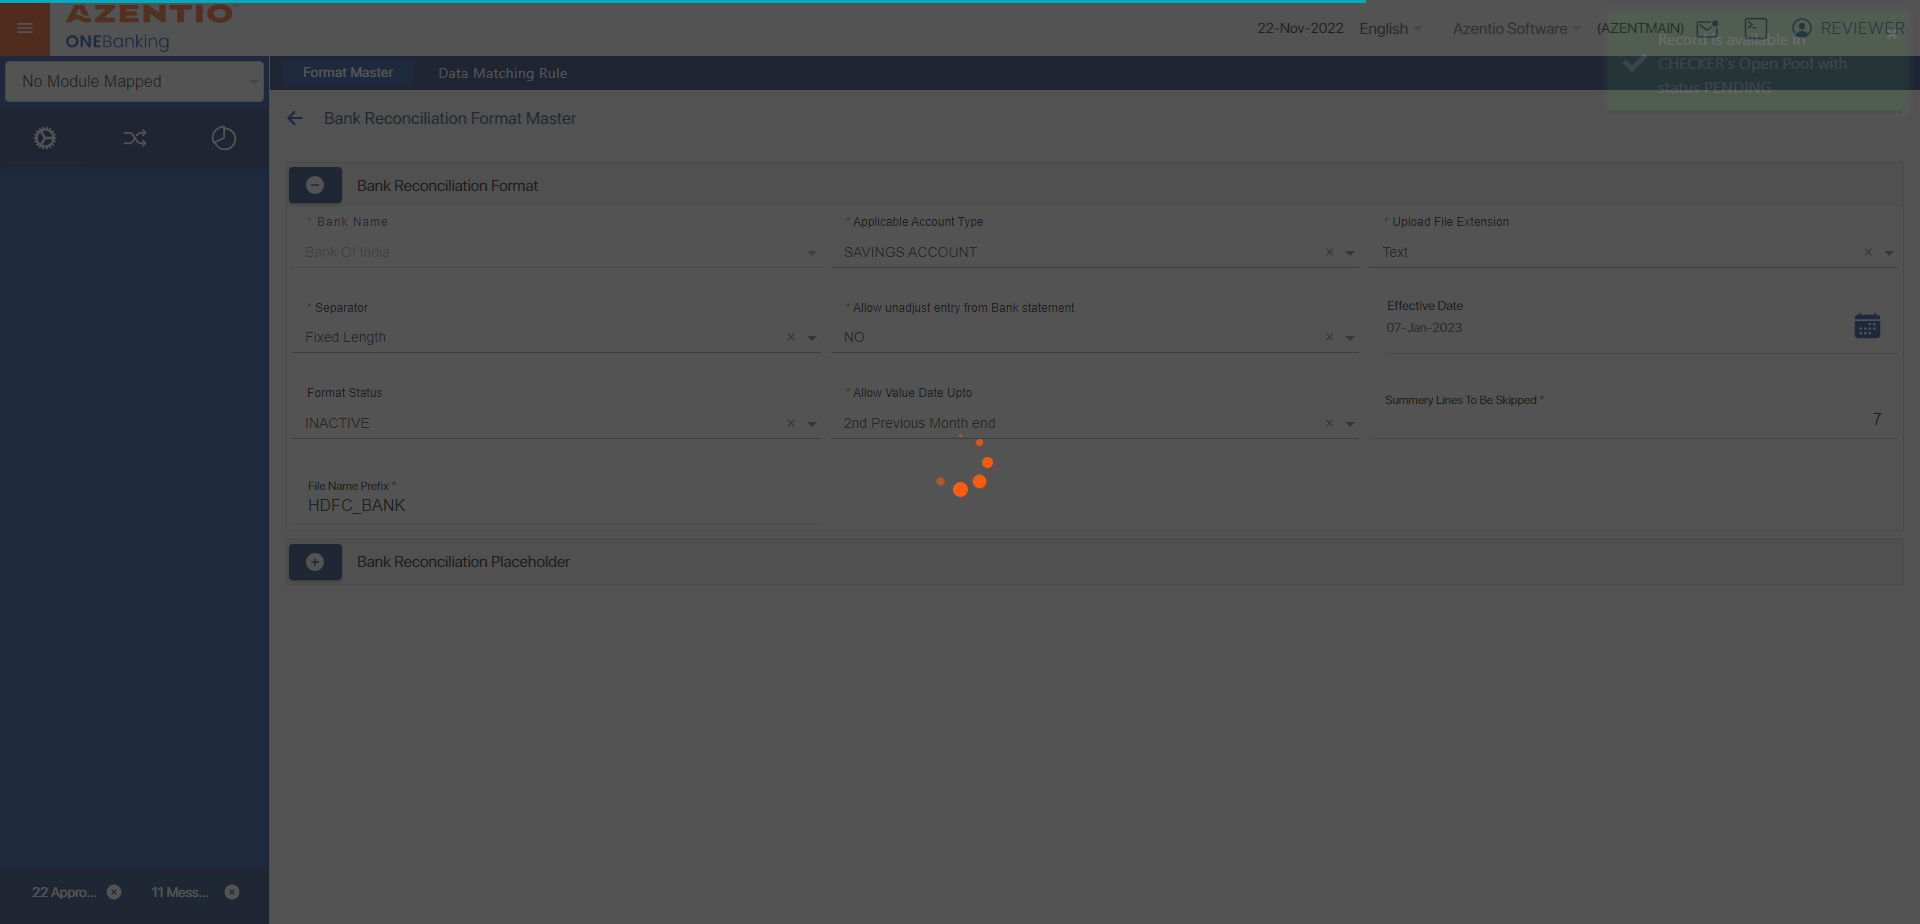 AZENTIO
ONEBanking
22-Nov-2022 English Azentio Software (AZENTMAIN) REVIEWER
Record is available in
CHECKER's Open Pool with
status PENDING
No Module Mapped
Format Master Data Matching Rule
Bank Reconciliation Format Master
Bank Reconciliation Format
* Bank Name
Bank Of India
* Applicable Account Type
SAVINGS ACCOUNT
* Upload File Extension
Text
* Separator
Fixed Length
* Allow unadjust entry from Bank statement
NO
Effective Date
07-Jan-2023
Format Status
INACTIVE
* Allow Value Date Upto
2nd Previous Month end
Summery Lines To Be Skipped *
7
File Name Prefix *
HDFC_BANK
Bank Reconciliation Placeholder
22 Appro... 11 Mess...